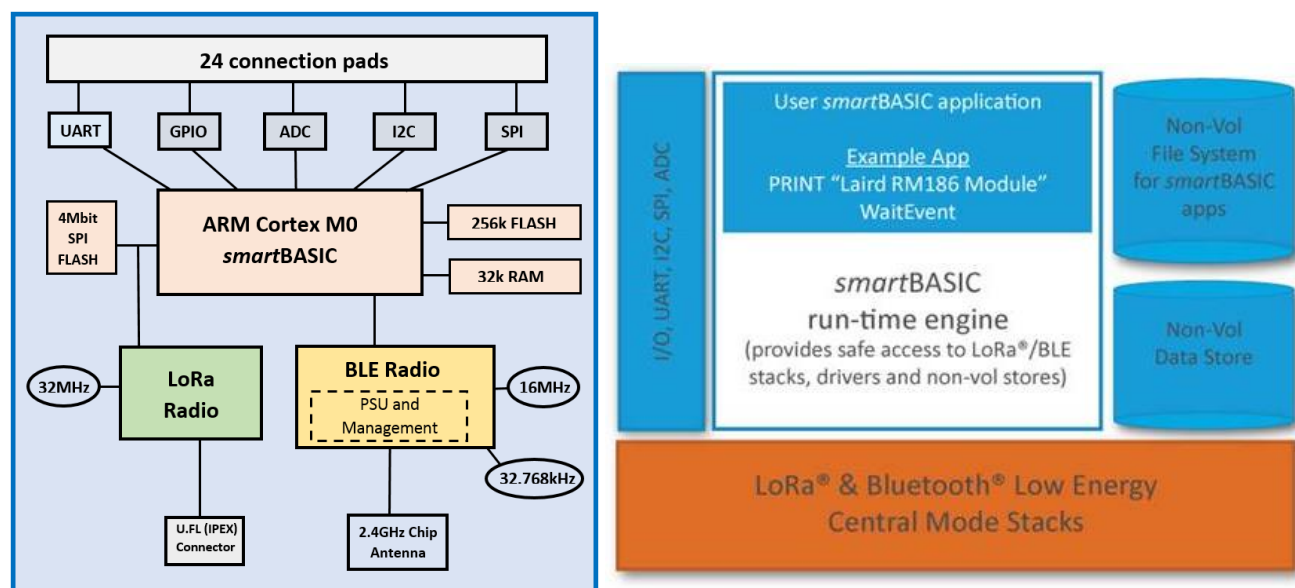 24 connection pads
UART
GPIO
ADC
I2C
SPI
4Mbit
SPI
FLASH
ARM Cortex M0
smartBASIC
256k FLASH
32k RAM
32MHz
LoRa
Radio
BLE Radio
PSU and
Management
16MHz
32.768kHz
U.FL (IPEX)
Connector
2.4GHz Chip
Antenna
I/O, UART, I2C, SPI, ADC
User smartBASIC application
Example App
PRINT “Laird RM186 Module”
WaitEvent
smartBASIC
run-time engine
(provides safe access to LoRa®/BLE
stacks, drivers and non-vol stores)
Non-Vol
File System
for smartBASIC
apps
Non-Vol
Data Store
LoRa® & Bluetooth® Low Energy
Central Mode Stacks